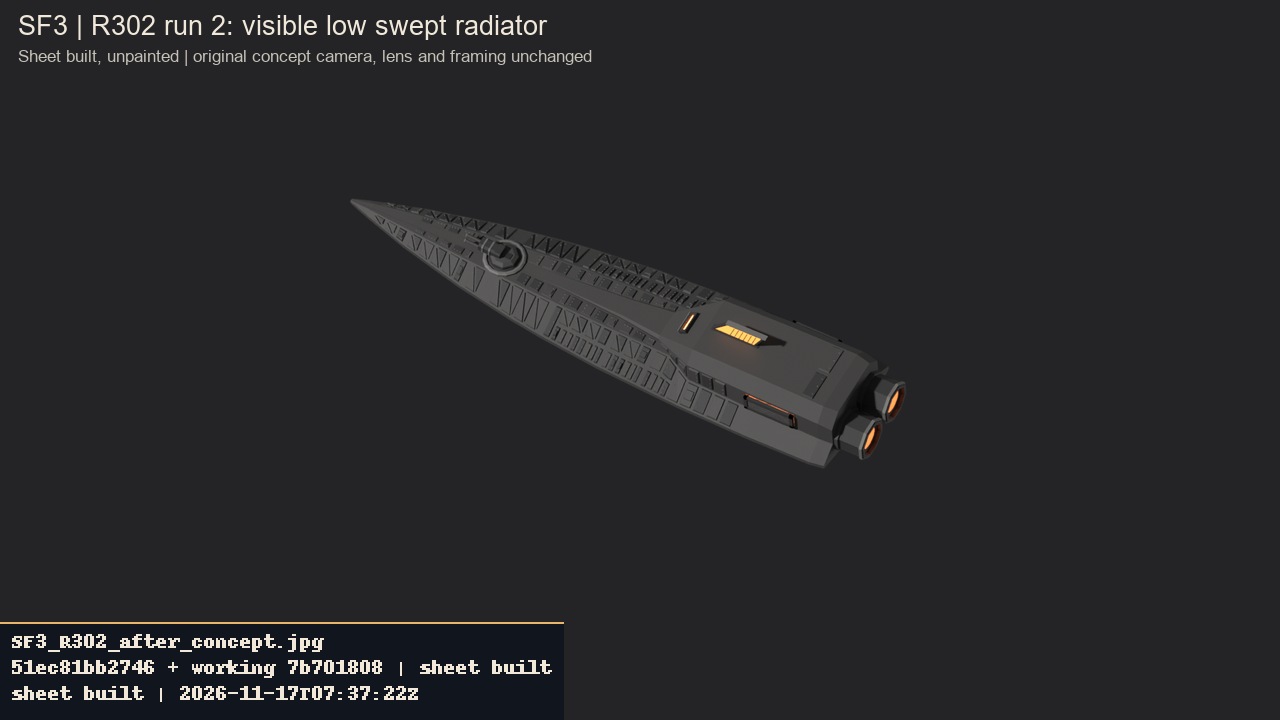 SF3 | R302 run 2: visible low swept radiator
Sheet built, unpainted | original concept camera, lens and framing unchanged
SF3_R302_after_concept.jpg
51ec81bb2746 + working 7b701808 | sheet built
sheet built | 2026-11-17T07:37:22Z